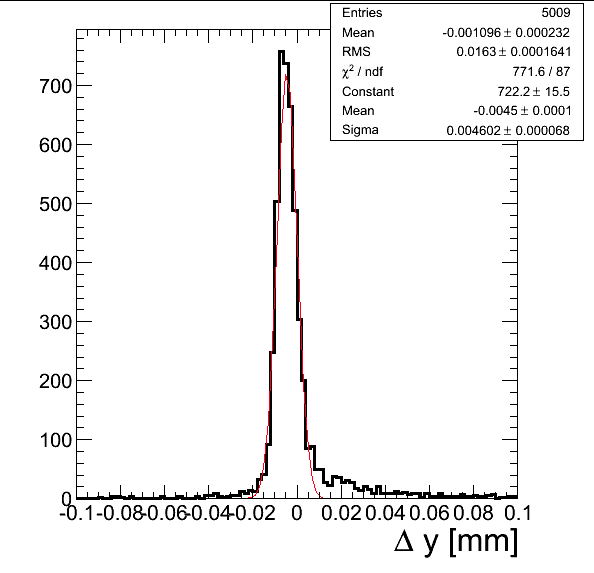 Entries 5009
Mean -0.001096 ± 0.000232
RMS 0.0163 ± 0.0001641
χ² / ndf 771.6 / 87
Constant 722.2 ± 15.5
Mean -0.0045 ± 0.0001
Sigma 0.004602 ± 0.000068
700
600
500
400
300
200
100
0
-0.1 -0.08 -0.06 -0.04 -0.02 0 0.02 0.04 0.06 0.08 0.1
Δ y [mm]